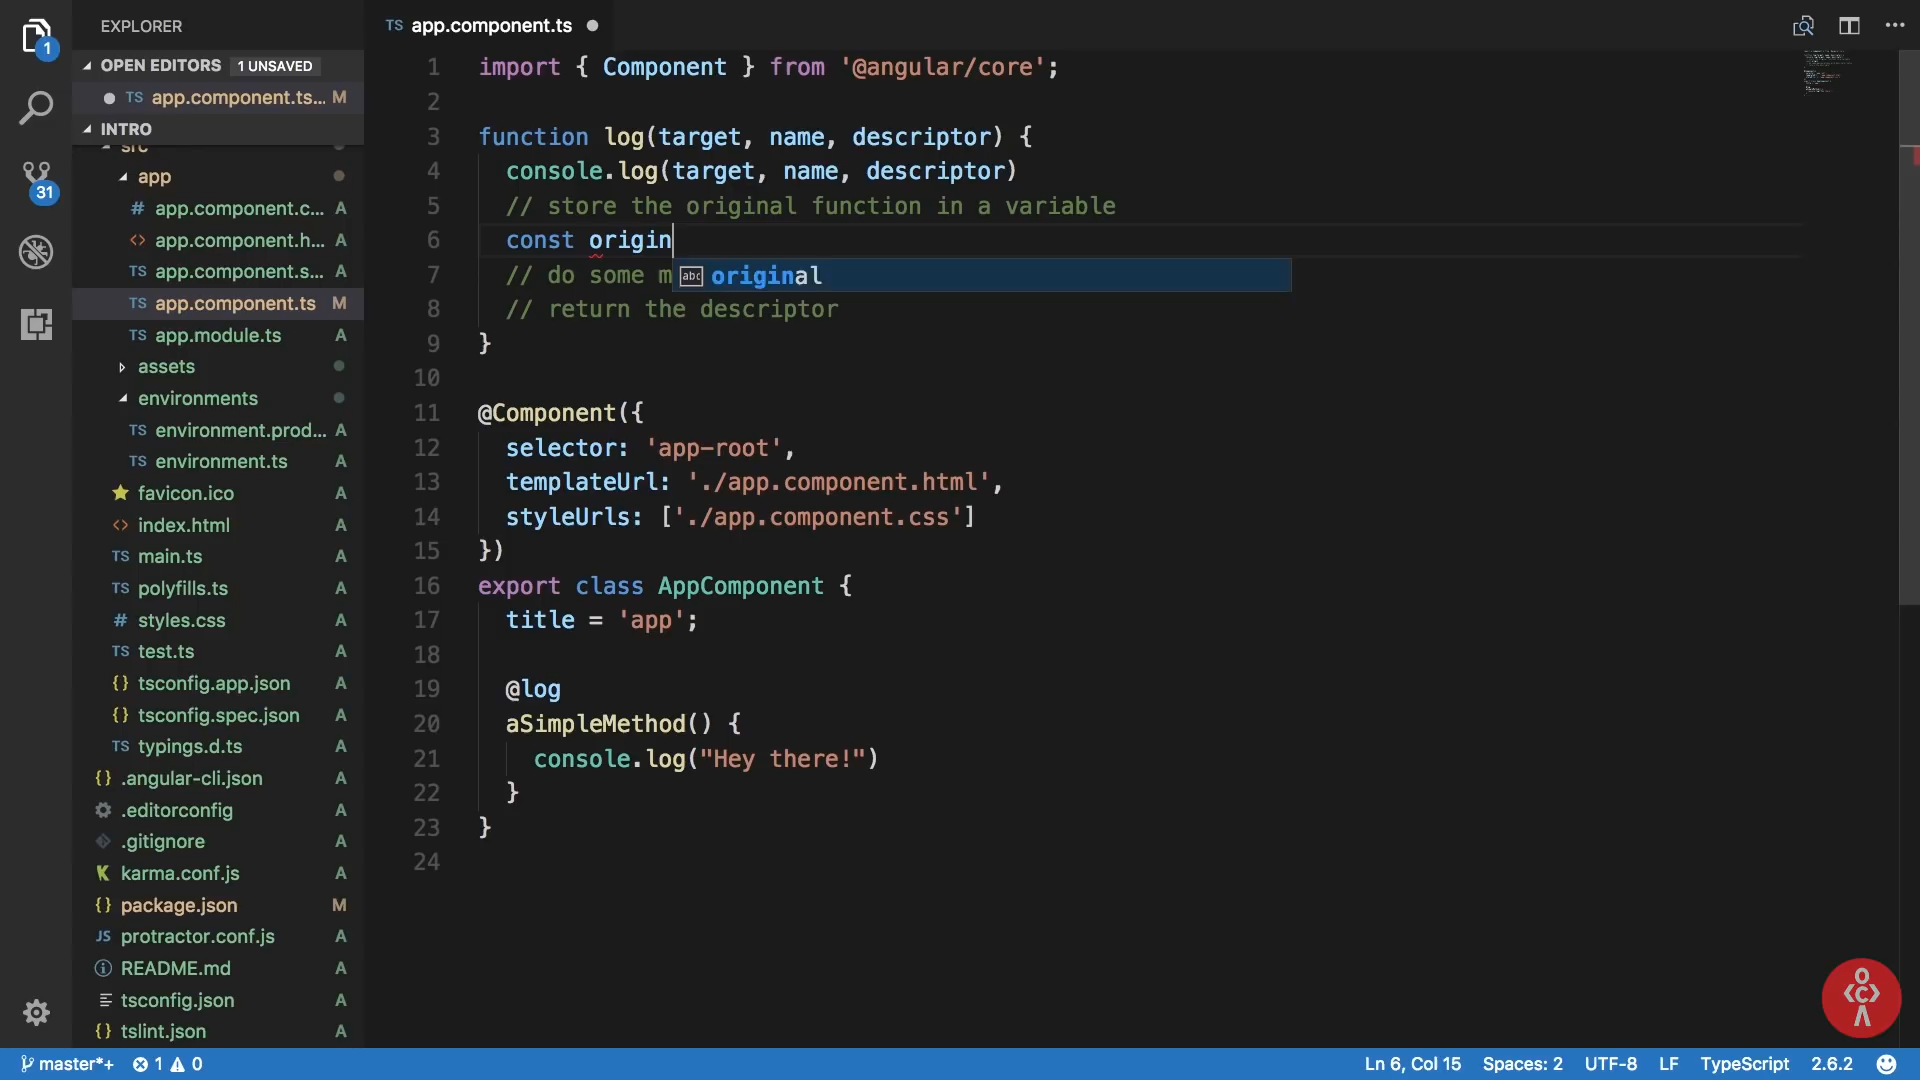 EXPLORER
TS app.component.ts
1
OPEN EDITORS 1 UNSAVED
TS app.component.ts... M
INTRO
src
app
# app.component.c... A
<> app.component.h... A
app.component.s... A
TS app.component.ts M
TS app.module.ts A
assets
environments
TS environment.prod... A
TS environment.ts A
favicon.ico A
<> index.html A
TS main.ts A
TS polyfills.ts A
# styles.css A
TS test.ts A
{} tsconfig.app.json A
{} tsconfig.spec.json A
TS typings.d.ts A
{} .angular-cli.json A
.editorconfig A
.gitignore A
karma.conf.js A
{} package.json M
JS protractor.conf.js A
README.md A
tsconfig.json A
{} tslint.json A
31
1 import { Component } from '@angular/core';
2
3 function log(target, name, descriptor) {
4 console.log(target, name, descriptor)
5 // store the original function in a variable
6 const origin
7 // do some m abc original
8 // return the descriptor
9 }
10
11 @Component({
12 selector: 'app-root',
13 templateUrl: './app.component.html',
14 styleUrls: ['./app.component.css']
15 })
16 export class AppComponent {
17 title = 'app';
18
19 @log
20 aSimpleMethod() {
21 console.log("Hey there!")
22 }
23 }
24
<C>
master*+ 1 0 Ln 6, Col 15 Spaces: 2 UTF-8 LF TypeScript 2.6.2